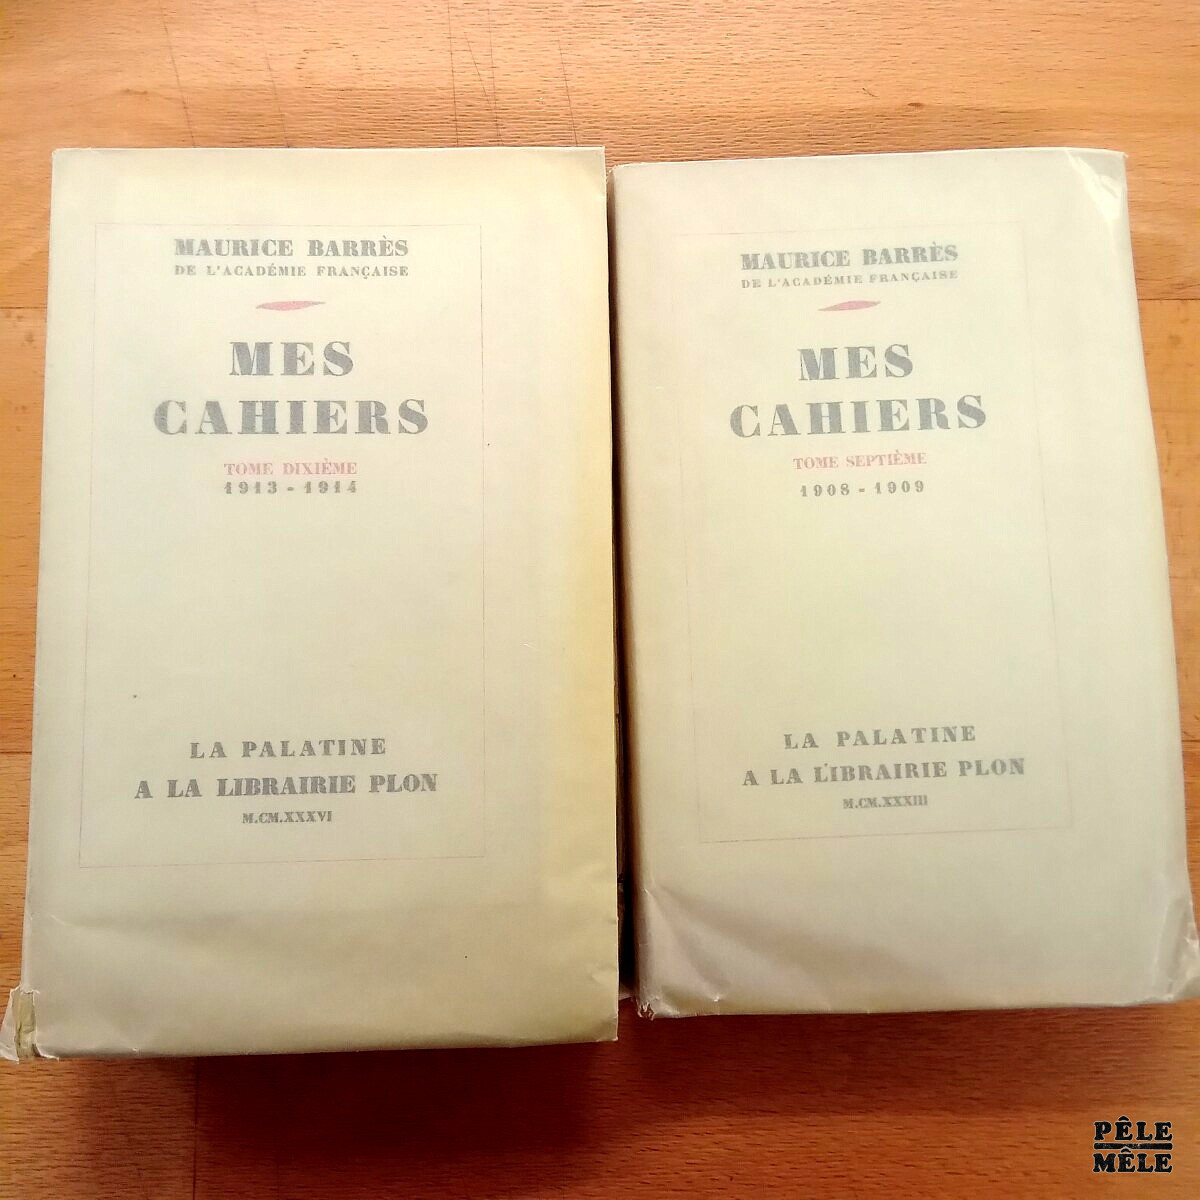 MAURICE BARRÈS
DE L'ACADÉMIE FRANÇAISE
MES
CAHIERS
TOME DIXIÈME
1913 - 1914
LA PALATINE
A LA LIBRAIRIE PLON
M.CM.XXXVI
MAURICE BARRÈS
DE L'ACADÉMIE FRANÇAISE
MES
CAHIERS
TOME SEPTIÈME
1908 - 1909
LA PALATINE
A LA LIBRAIRIE PLON
M.CM.XXXIII
PÊLE
MÊLE